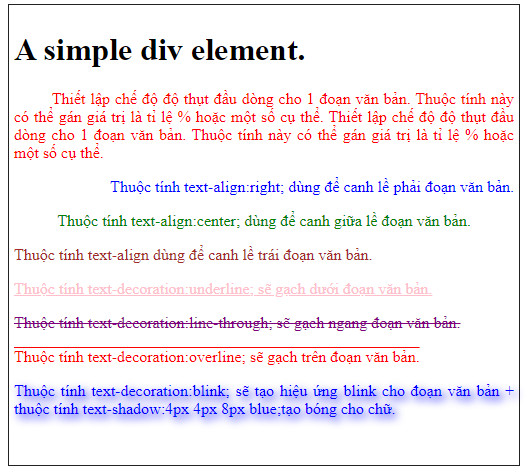 A simple div element.
Thiết lập chế độ độ thụt đầu dòng cho 1 đoạn văn bản. Thuộc tính này
có thể gán giá trị là tỉ lệ % hoặc một số cụ thể. Thiết lập chế độ độ thụt đầu
dòng cho 1 đoạn văn bản. Thuộc tính này có thể gán giá trị là tỉ lệ % hoặc
một số cụ thể.
Thuộc tính text-align:right; dùng để canh lề phải đoạn văn bản.
Thuộc tính text-align:center; dùng để canh giữa lề đoạn văn bản.
Thuộc tính text-align dùng để canh lề trái đoạn văn bản.
Thuộc tính text-decoration:underline; sẽ gạch dưới đoạn văn bản.
Thuộc tính text-decoration:line-through; sẽ gạch ngang đoạn văn bản.
Thuộc tính text-decoration:overline; sẽ gạch trên đoạn văn bản.
Thuộc tính text-decoration:blink; sẽ tạo hiệu ứng blink cho đoạn văn bản +
thuộc tính text-shadow:4px 4px 8px blue;tạo bóng cho chữ.